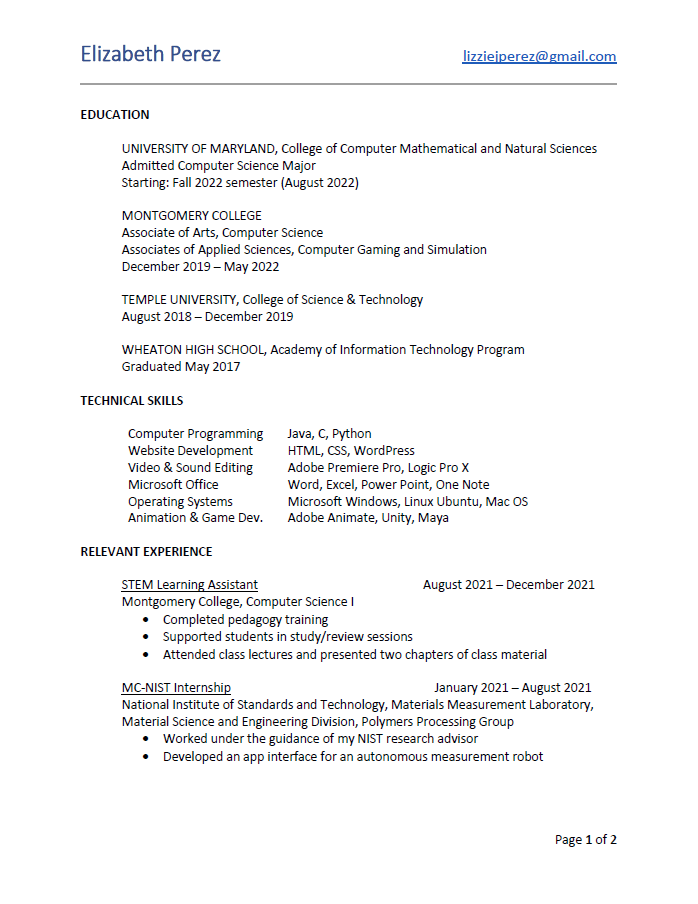 Elizabeth Perez lizziejperez@gmail.com
EDUCATION
UNIVERSITY OF MARYLAND, College of Computer Mathematical and Natural Sciences
Admitted Computer Science Major
Starting: Fall 2022 semester (August 2022)
MONTGOMERY COLLEGE
Associate of Arts, Computer Science
Associates of Applied Sciences, Computer Gaming and Simulation
December 2019 – May 2022
TEMPLE UNIVERSITY, College of Science & Technology
August 2018 – December 2019
WHEATON HIGH SCHOOL, Academy of Information Technology Program
Graduated May 2017
TECHNICAL SKILLS
Computer Programming Java, C, Python
Website Development HTML, CSS, WordPress
Video & Sound Editing Adobe Premiere Pro, Logic Pro X
Microsoft Office Word, Excel, Power Point, One Note
Operating Systems Microsoft Windows, Linux Ubuntu, Mac OS
Animation & Game Dev. Adobe Animate, Unity, Maya
RELEVANT EXPERIENCE
STEM Learning Assistant August 2021 – December 2021
Montgomery College, Computer Science I
• Completed pedagogy training
• Supported students in study/review sessions
• Attended class lectures and presented two chapters of class material
MC-NIST Internship January 2021 – August 2021
National Institute of Standards and Technology, Materials Measurement Laboratory,
Material Science and Engineering Division, Polymers Processing Group
• Worked under the guidance of my NIST research advisor
• Developed an app interface for an autonomous measurement robot
Page 1 of 2